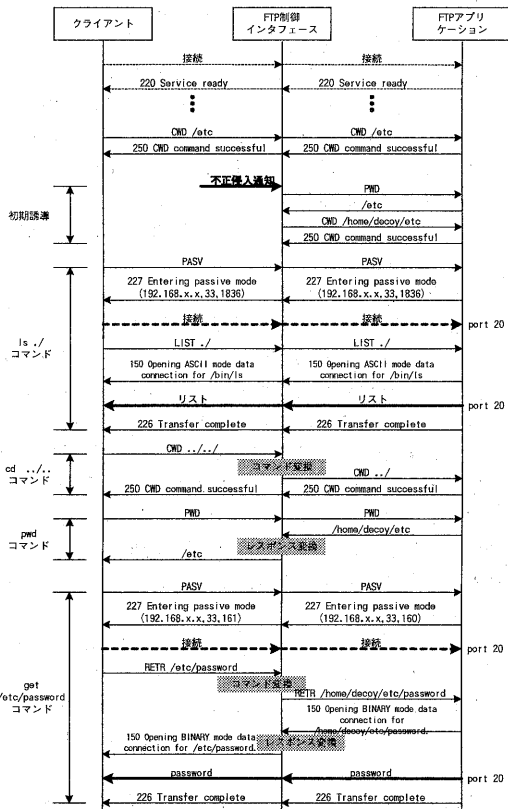 クライアント
FTP制御
インタフェース
FTPアプリ
ケーション
接続
接続
220 Service ready
220 Service ready
CWD /etc
CWD /etc
250 CWD command successful
250 CWD command successful
不正侵入通知
初期誘導
PWD
/etc
CWD /home/decoy/etc
250 CWD command successful
ls ./
コマンド
PASV
PASV
227 Entering passive mode
(192.168.x.x,33,1836)
227 Entering passive mode
(192.168.x.x,33,1836)
接続
接続
port 20
LIST ./
LIST ./
150 Opening ASCII mode data
connection for /bin/ls
150 Opening ASCII mode data
connection for /bin/ls
リスト
リスト
port 20
226 Transfer complete
226 Transfer complete
cd ../..
コマンド
CWD ../../
コマンド変換
CWD ../
250 CWD command successful
250 CWD command successful
pwd
コマンド
PWD
PWD
/home/decoy/etc
レスポンス変換
/etc
get
/etc/password
コマンド
PASV
PASV
227 Entering passive mode
(192.168.x.x,33,161)
227 Entering passive mode
(192.168.x.x,33,160)
接続
接続
port 20
RETR /etc/password
コマンド変換
RETR /home/decoy/etc/password
150 Opening BINARY mode data
connection for
/home/decoy/etc/password.
レスポンス変換
150 Opening BINARY mode data
connection for /etc/password.
password
password
port 20
226 Transfer complete
226 Transfer complete